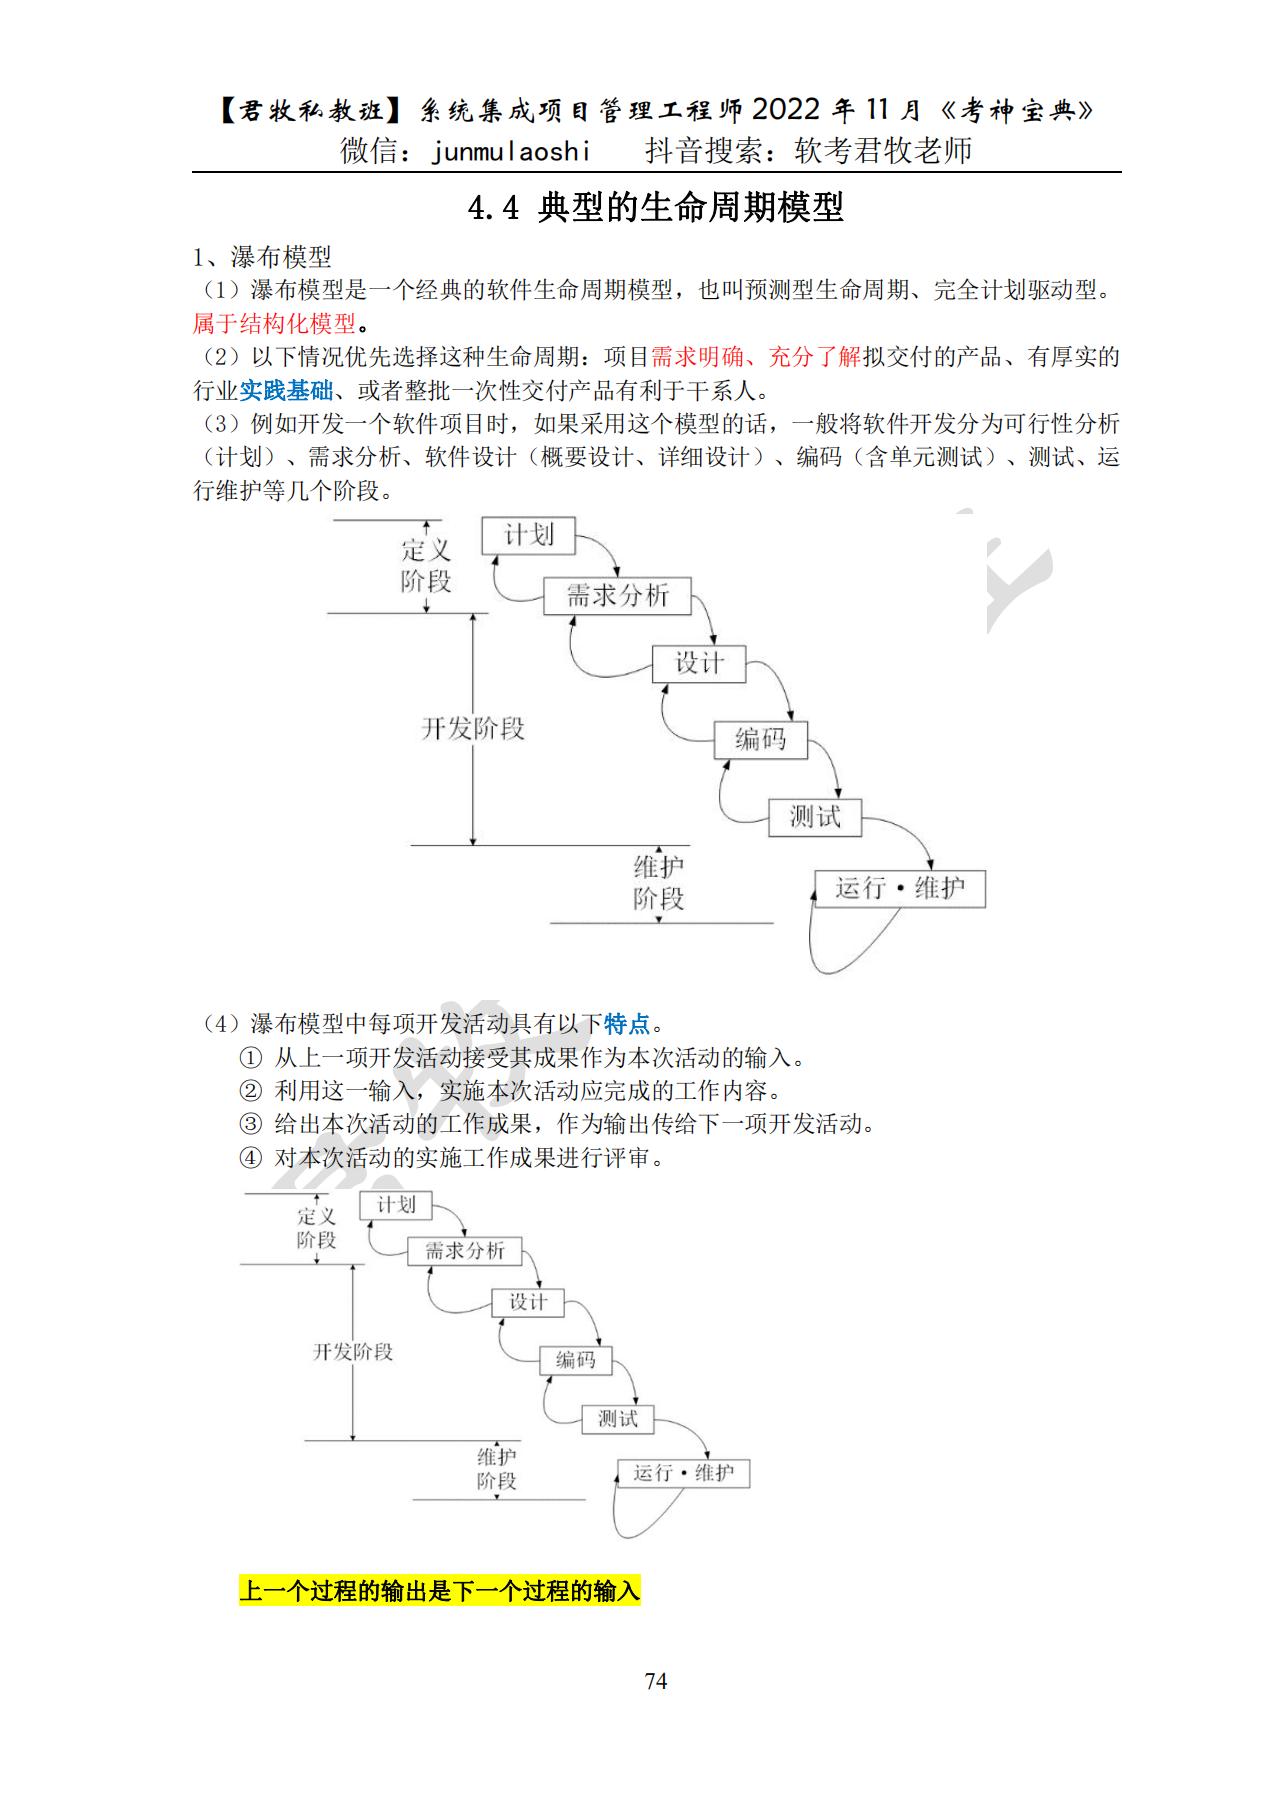 【君牧私教班】系统集成项目管理工程师 2022 年 11 月《考神宝典》
微信：junmulaoshi 抖音搜索：软考君牧老师
4.4 典型的生命周期模型
1、瀑布模型
（1）瀑布模型是一个经典的软件生命周期模型，也叫预测型生命周期、完全计划驱动型。
属于结构化模型。
（2）以下情况优先选择这种生命周期：项目需求明确、充分了解拟交付的产品、有厚实的
行业实践基础、或者整批一次性交付产品有利于干系人。
（3）例如开发一个软件项目时，如果采用这个模型的话，一般将软件开发分为可行性分析
（计划）、需求分析、软件设计（概要设计、详细设计）、编码（含单元测试）、测试、运
行维护等几个阶段。
计划
定义
阶段
需求分析
设计
开发阶段
编码
测试
维护
阶段
运行·维护
（4）瀑布模型中每项开发活动具有以下特点。
① 从上一项开发活动接受其成果作为本次活动的输入。
② 利用这一输入，实施本次活动应完成的工作内容。
③ 给出本次活动的工作成果，作为输出传给下一项开发活动。
④ 对本次活动的实施工作成果进行评审。
计划
定义
阶段
需求分析
设计
开发阶段
编码
测试
维护
阶段
运行·维护
上一个过程的输出是下一个过程的输入
74